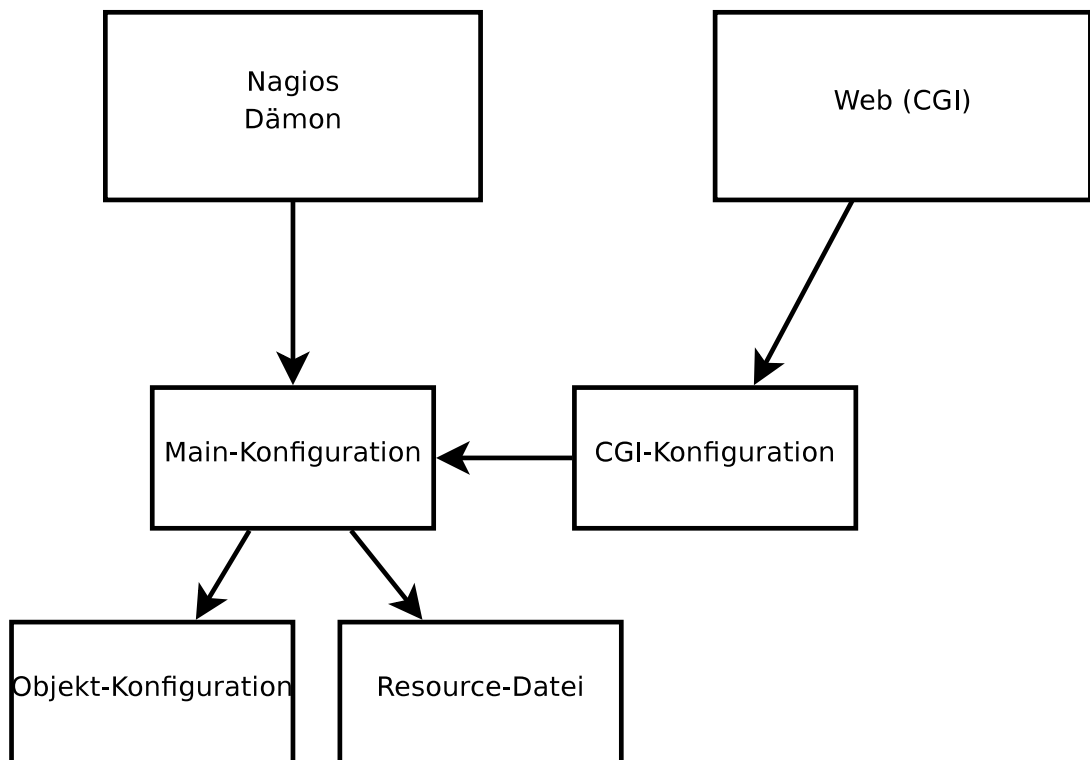 Nagios
Dämon
Web (CGI)
Main-Konfiguration
CGI-Konfiguration
Objekt-Konfiguration
Resource-Datei